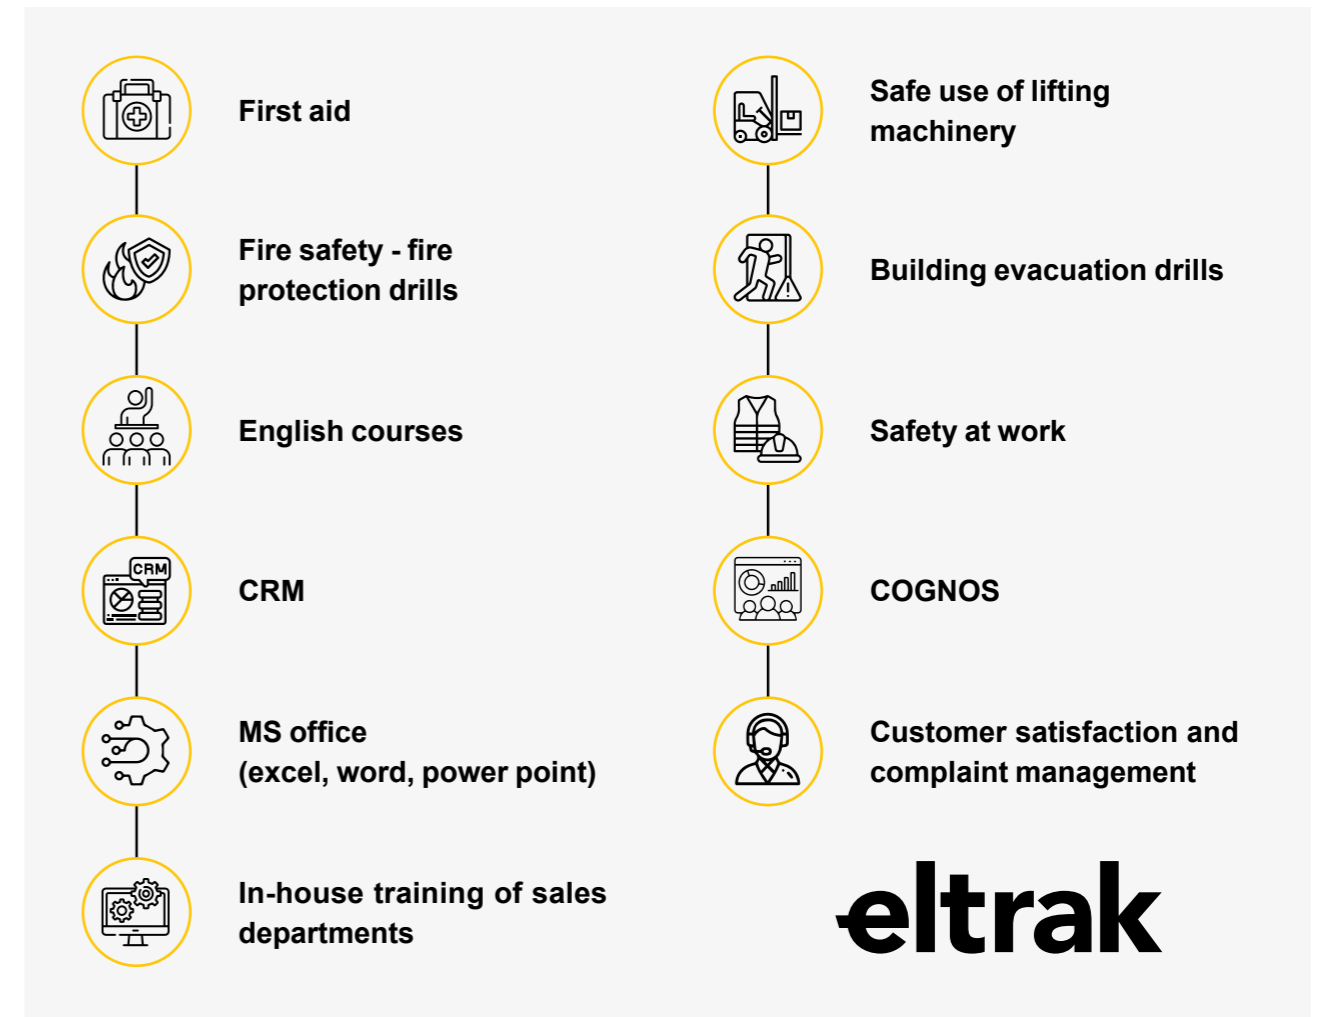 First aid
Fire safety - fire
protection drills
English courses
CRM
CRM
MS office
(excel, word, power point)
In-house training of sales
departments
Safe use of lifting
machinery
Building evacuation drills
Safety at work
COGNOS
Customer satisfaction and
complaint management
eltrak